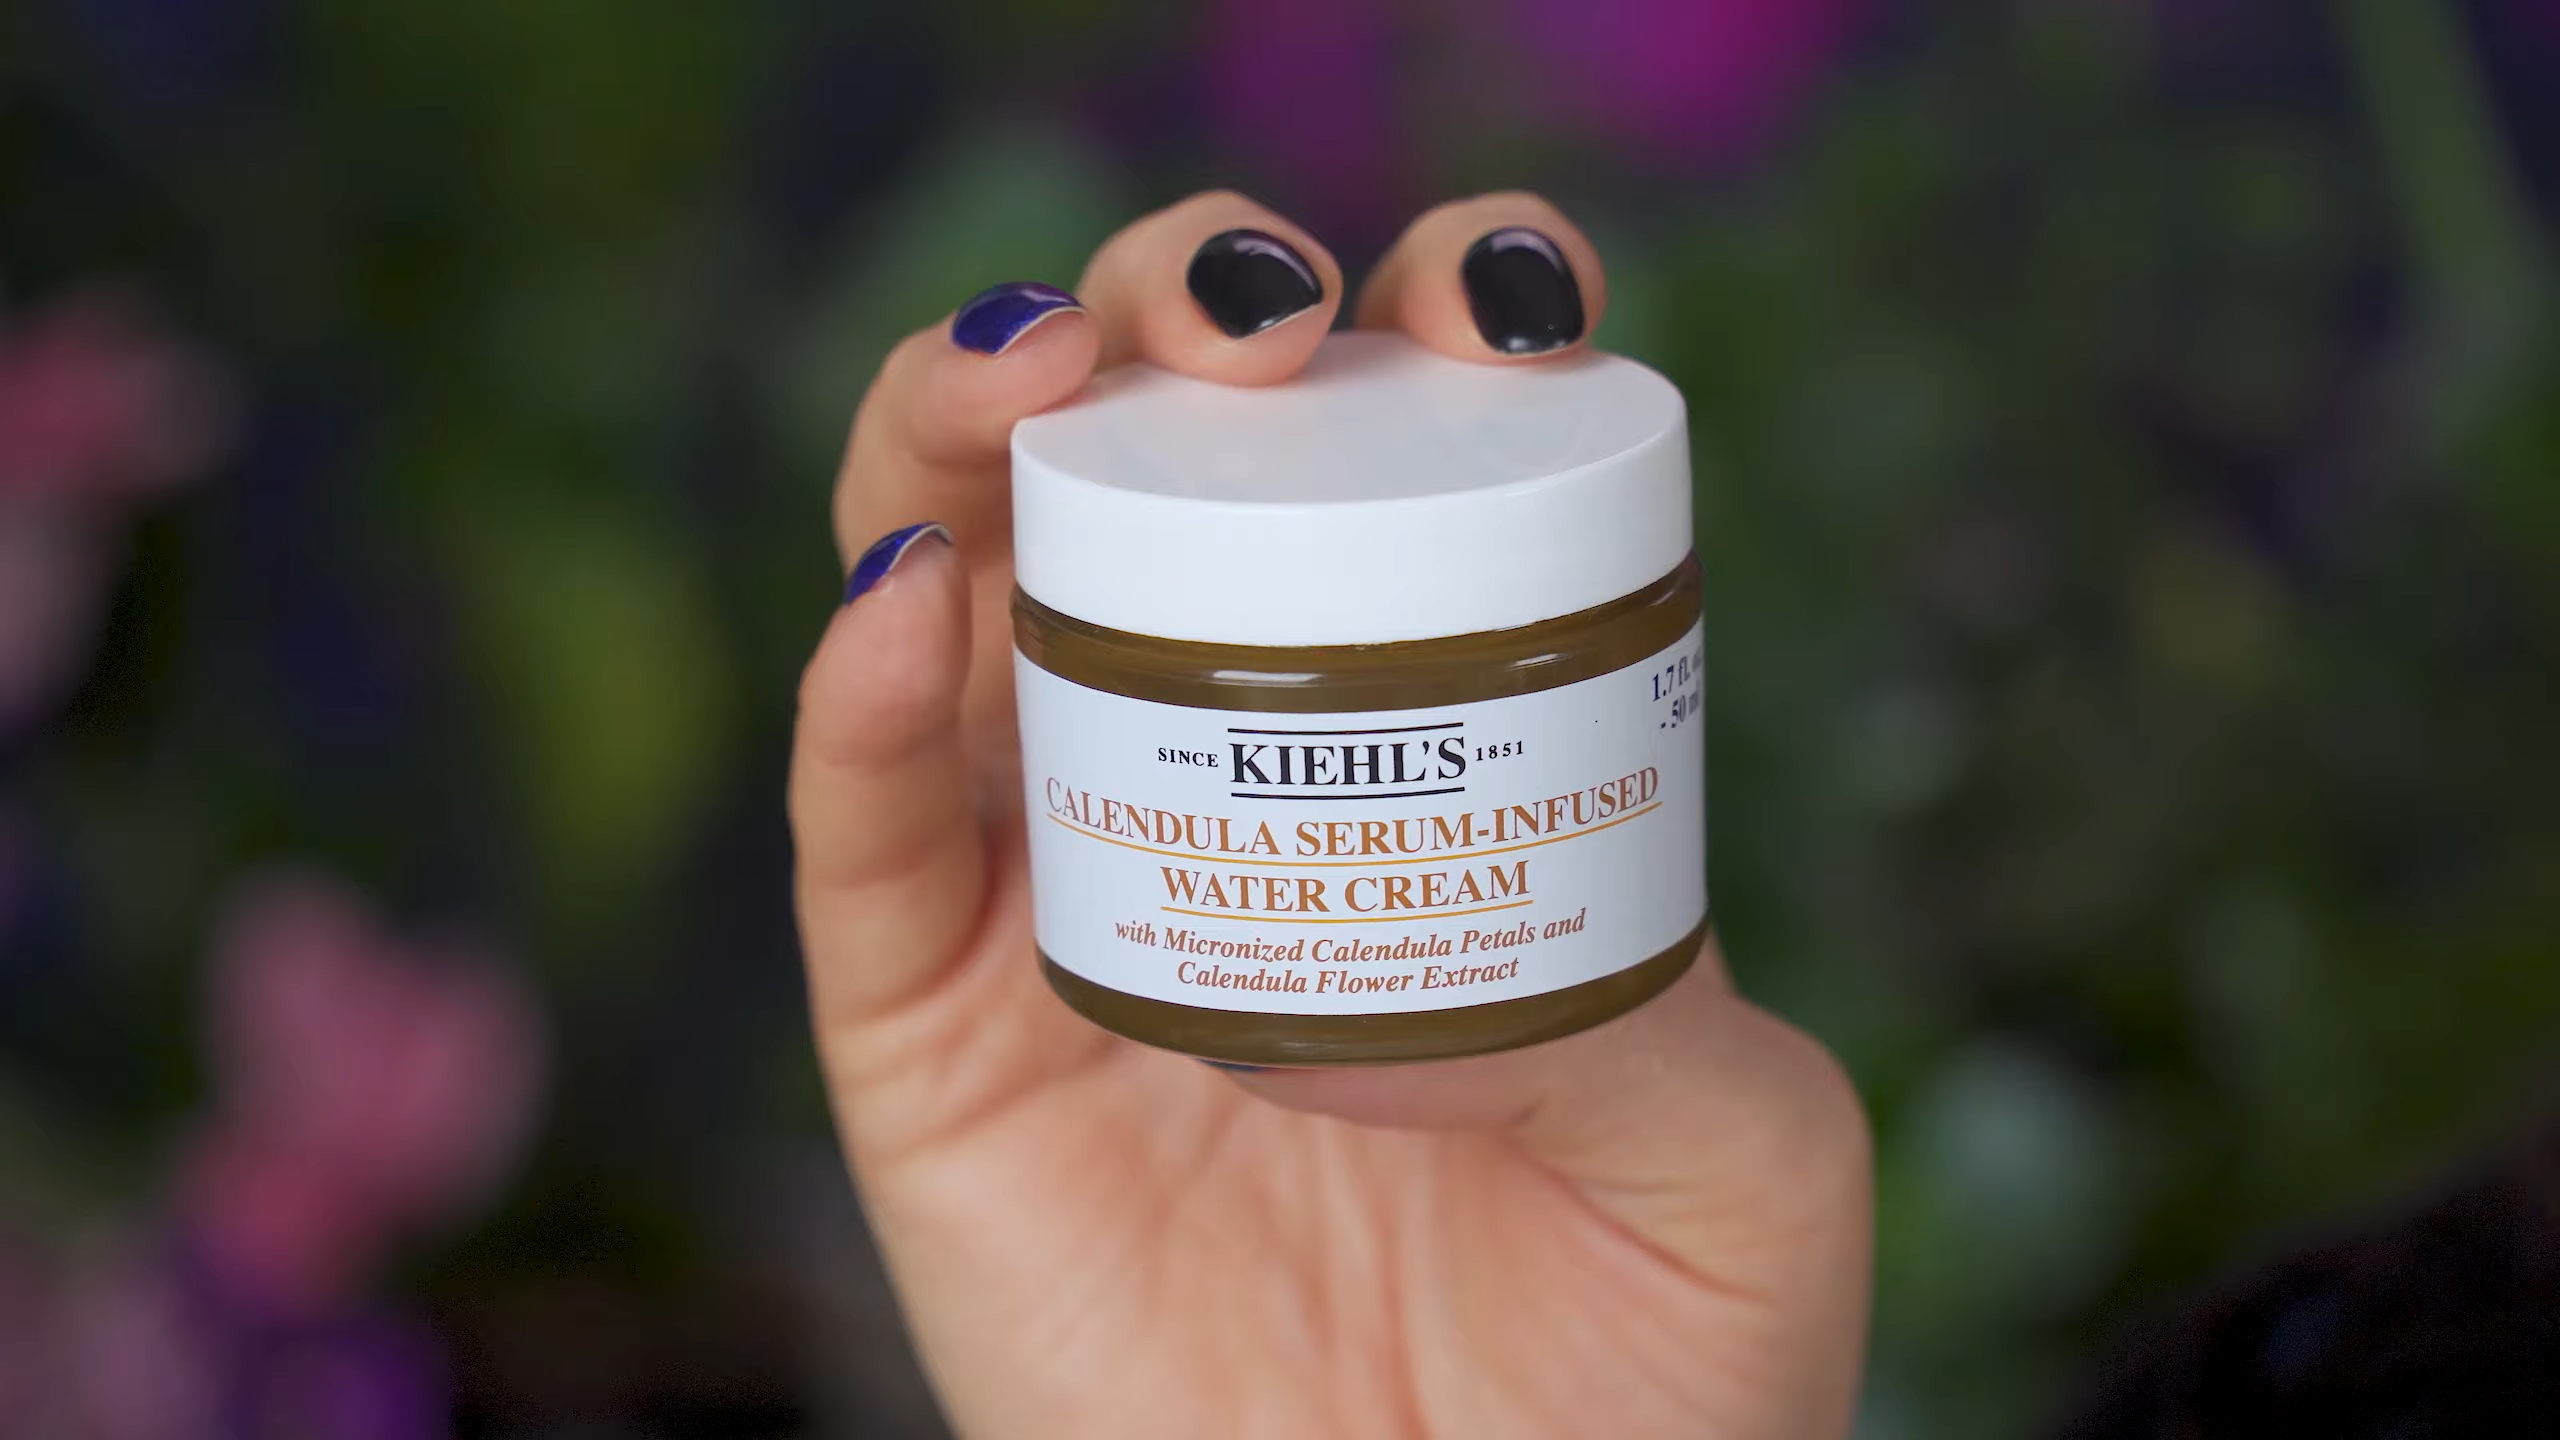 SINCE KIEHL'S 1851
CALENDULA SERUM-INFUSED
WATER CREAM
with Micronized Calendula Petals and
Calendula Flower Extract
1.7 fl.
- 50